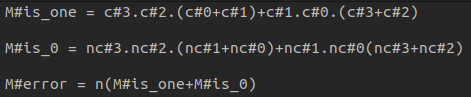 M#is_one = c#3.c#2.(c#0+c#1)+c#1.c#0.(c#3+c#2)
M#is_0 = nc#3.nc#2.(nc#1+nc#0)+nc#1.nc#0(nc#3+nc#2)
M#error = n(M#is_one+M#is_0)